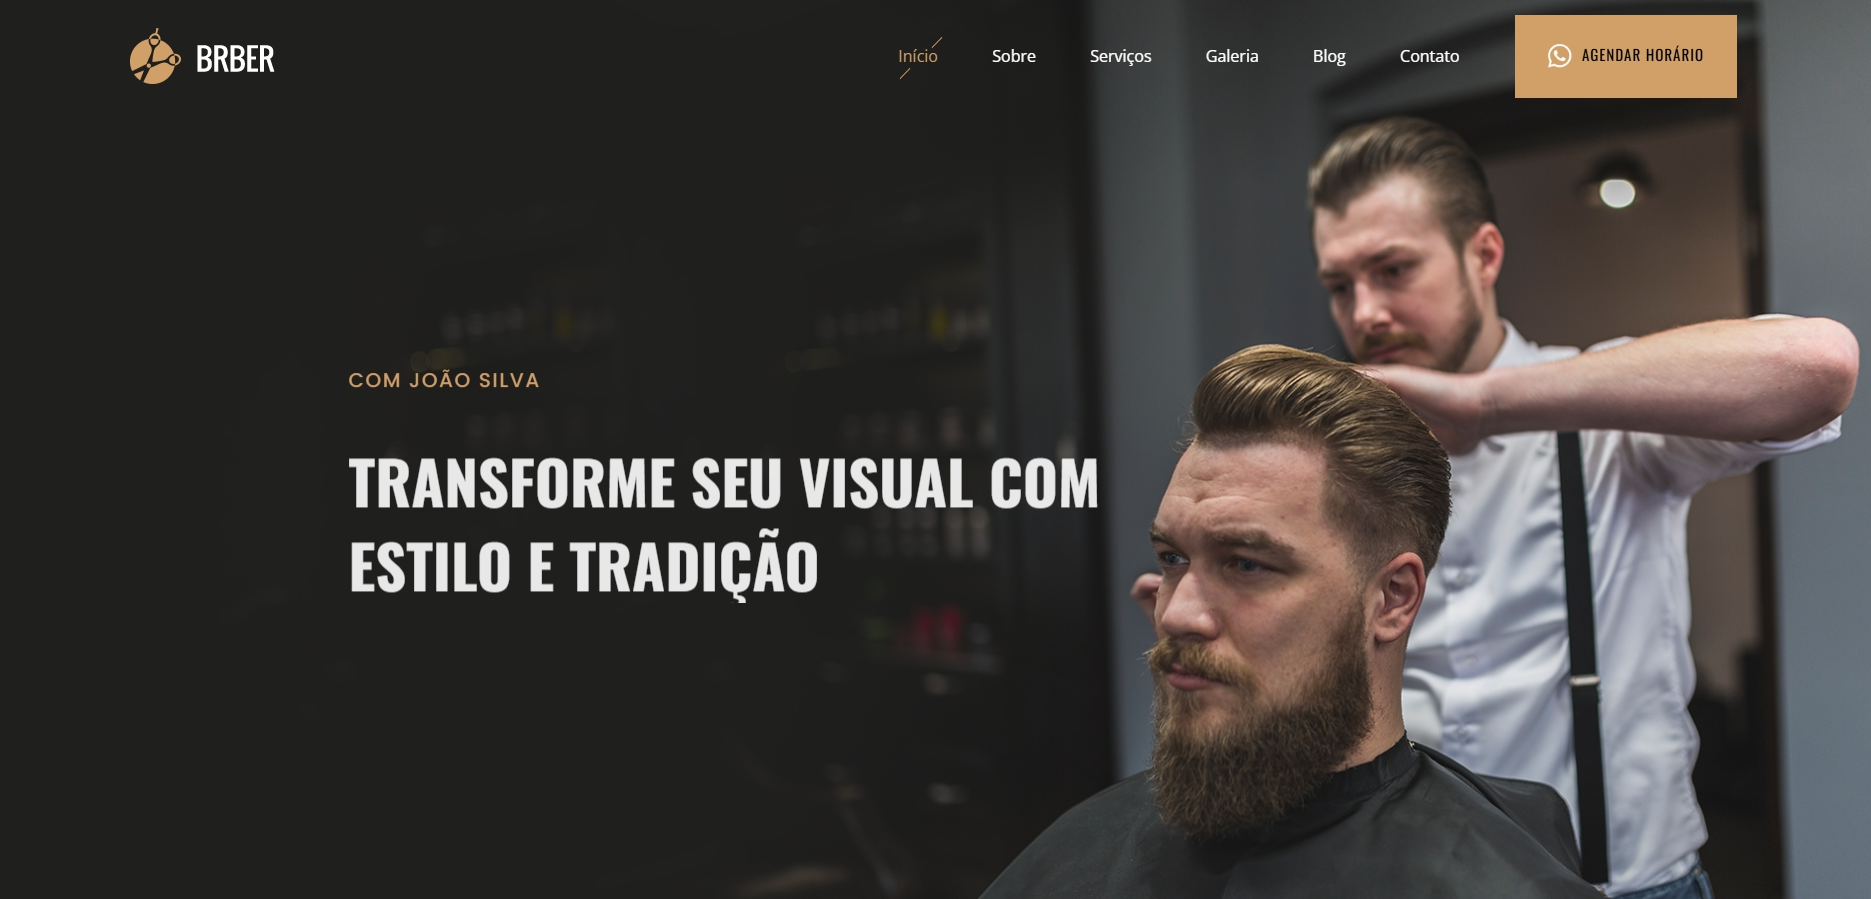 BRBER
Início Sobre Serviços Galeria Blog Contato AGENDAR HORÁRIO
COM JOÃO SILVA
TRANSFORME SEU VISUAL COM
ESTILO E TRADIÇÃO